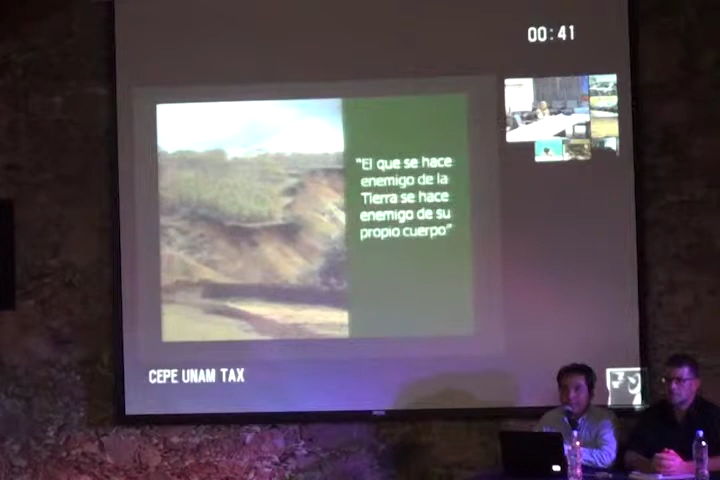 00:41
"El que se hace
enemigo de la
Tierra se hace
enemigo de su
propio cuerpo"
CEPE UNAM TAX